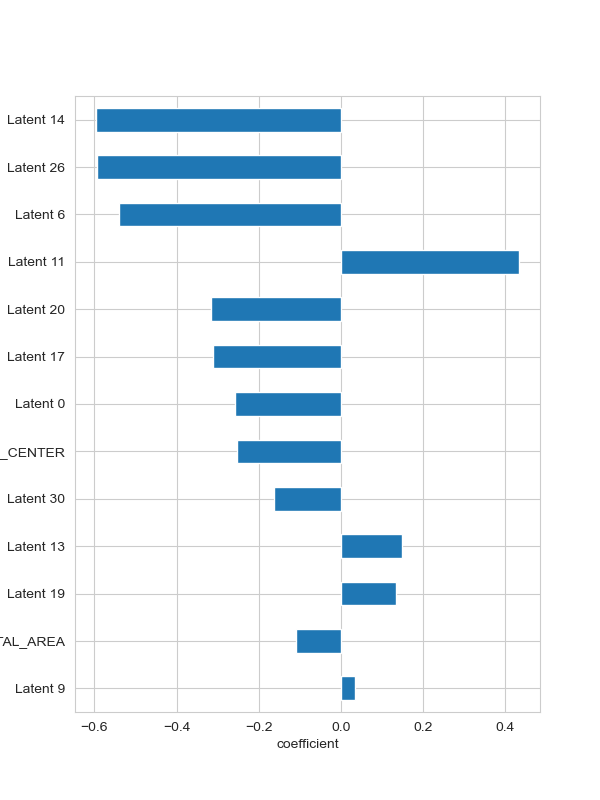 Latent 14
Latent 26
Latent 6
Latent 11
Latent 20
Latent 17
Latent 0
_CENTER
Latent 30
Latent 13
Latent 19
TAL_AREA
Latent 9
−0.6 −0.4 −0.2 0.0 0.2 0.4
coefficient